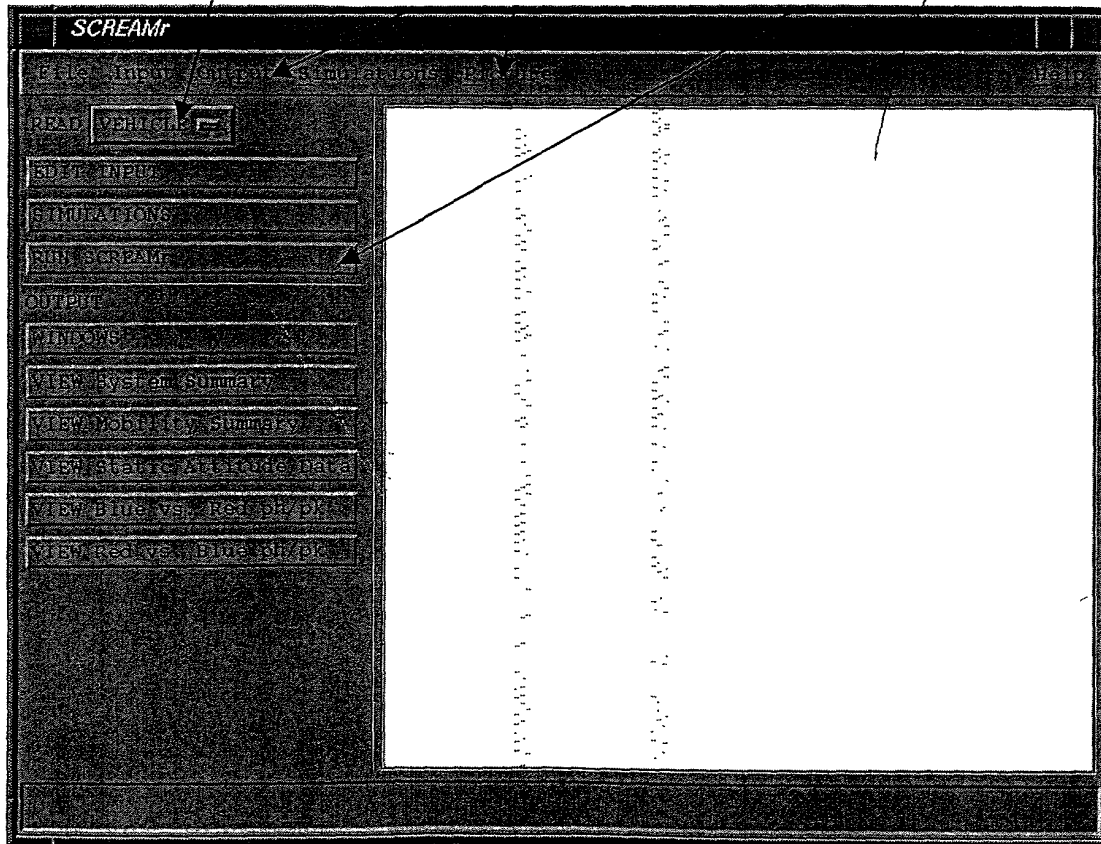 SCREAMr
File Input Output Simulations Picture Help
READ VEHICLE
EDIT INPUT
SIMULATIONS
RUN SCREAMr
OUTPUT
WINDOWS
VIEW System Summary
VIEW Mobility Summary
VIEW Static Attitude Data
VIEW Blue vs. Red ph/pk
VIEW Red vs. Blue ph/pk